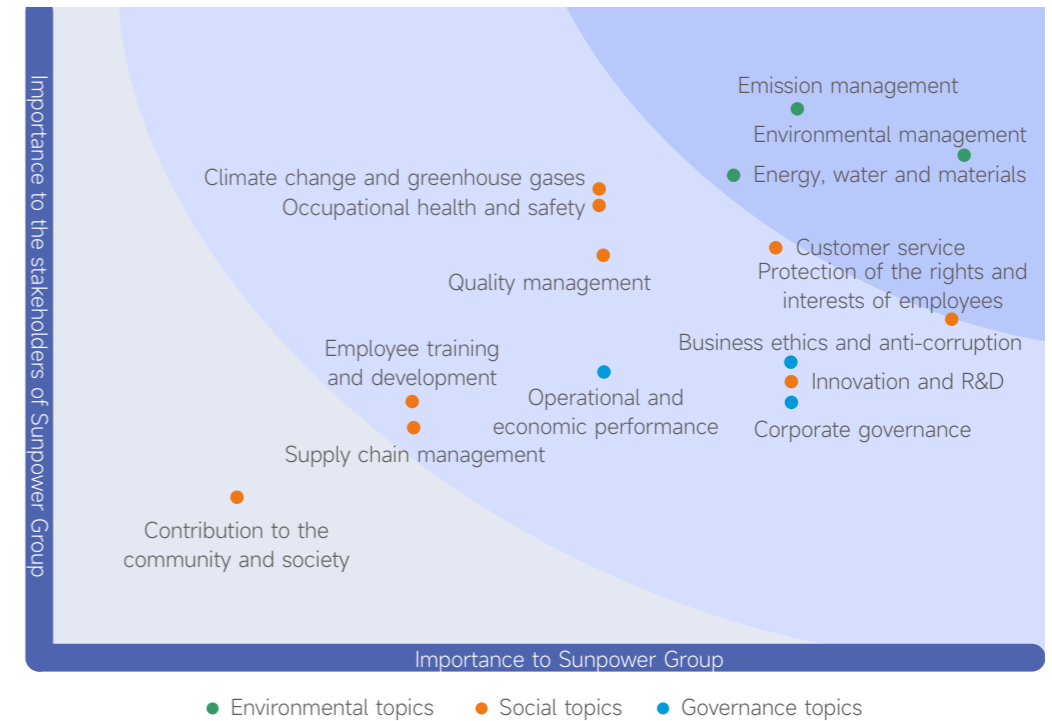 Importance to the stakeholders of Sunpower Group
Emission management
Environmental management
Energy, water and materials
Climate change and greenhouse gases
Occupational health and safety
Customer service
Quality management
Protection of the rights and
interests of employees
Business ethics and anti-corruption
Employee training
and development
Innovation and R&D
Operational and
economic performance
Corporate governance
Supply chain management
Contribution to the
community and society
Importance to Sunpower Group
Environmental topics
Social topics
Governance topics